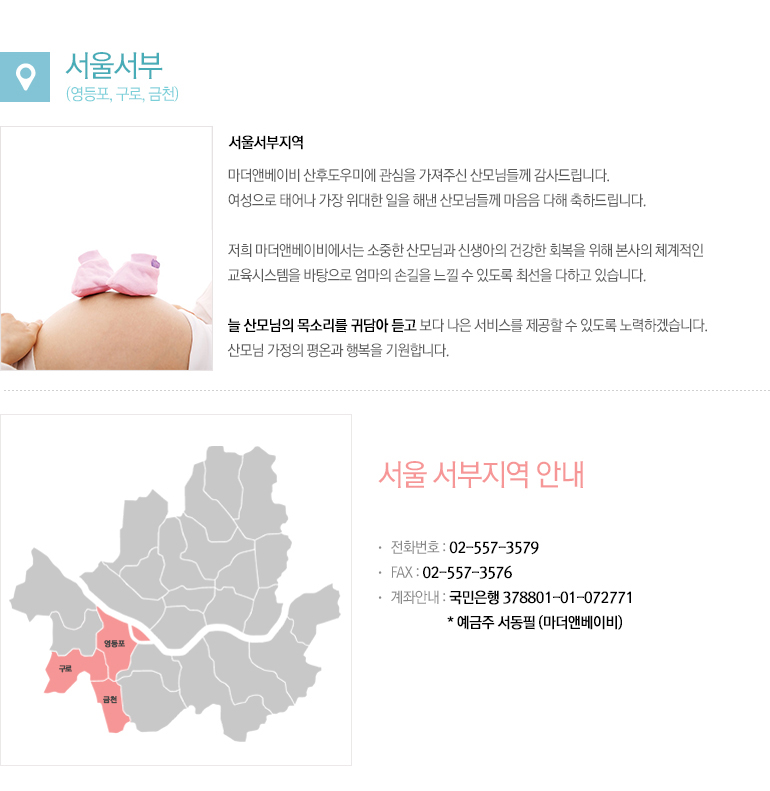 서울서부
(영등포, 구로, 금천)
서울서부지역
마더앤베이비 산후도우미에 관심을 가져주신 산모님들께 감사드립니다.
여성으로 태어나 가장 위대한 일을 해낸 산모님들께 마음을 다해 축하드립니다.
저희 마더앤베이비에서는 소중한 산모님과 신생아의 건강한 회복을 위해 본사의 체계적인
교육시스템을 바탕으로 엄마의 손길을 느낄 수 있도록 최선을 다하고 있습니다.
늘 산모님의 목소리를 귀담아 듣고 보다 나은 서비스를 제공할 수 있도록 노력하겠습니다.
산모님 가정의 평온과 행복을 기원합니다.
서울 서부지역 안내
· 전화번호 : 02-557-3579
· FAX : 02-557-3576
· 계좌안내 : 국민은행 378801-01-072771
* 예금주 서동필 (마더앤베이비)
영등포
구로
금천